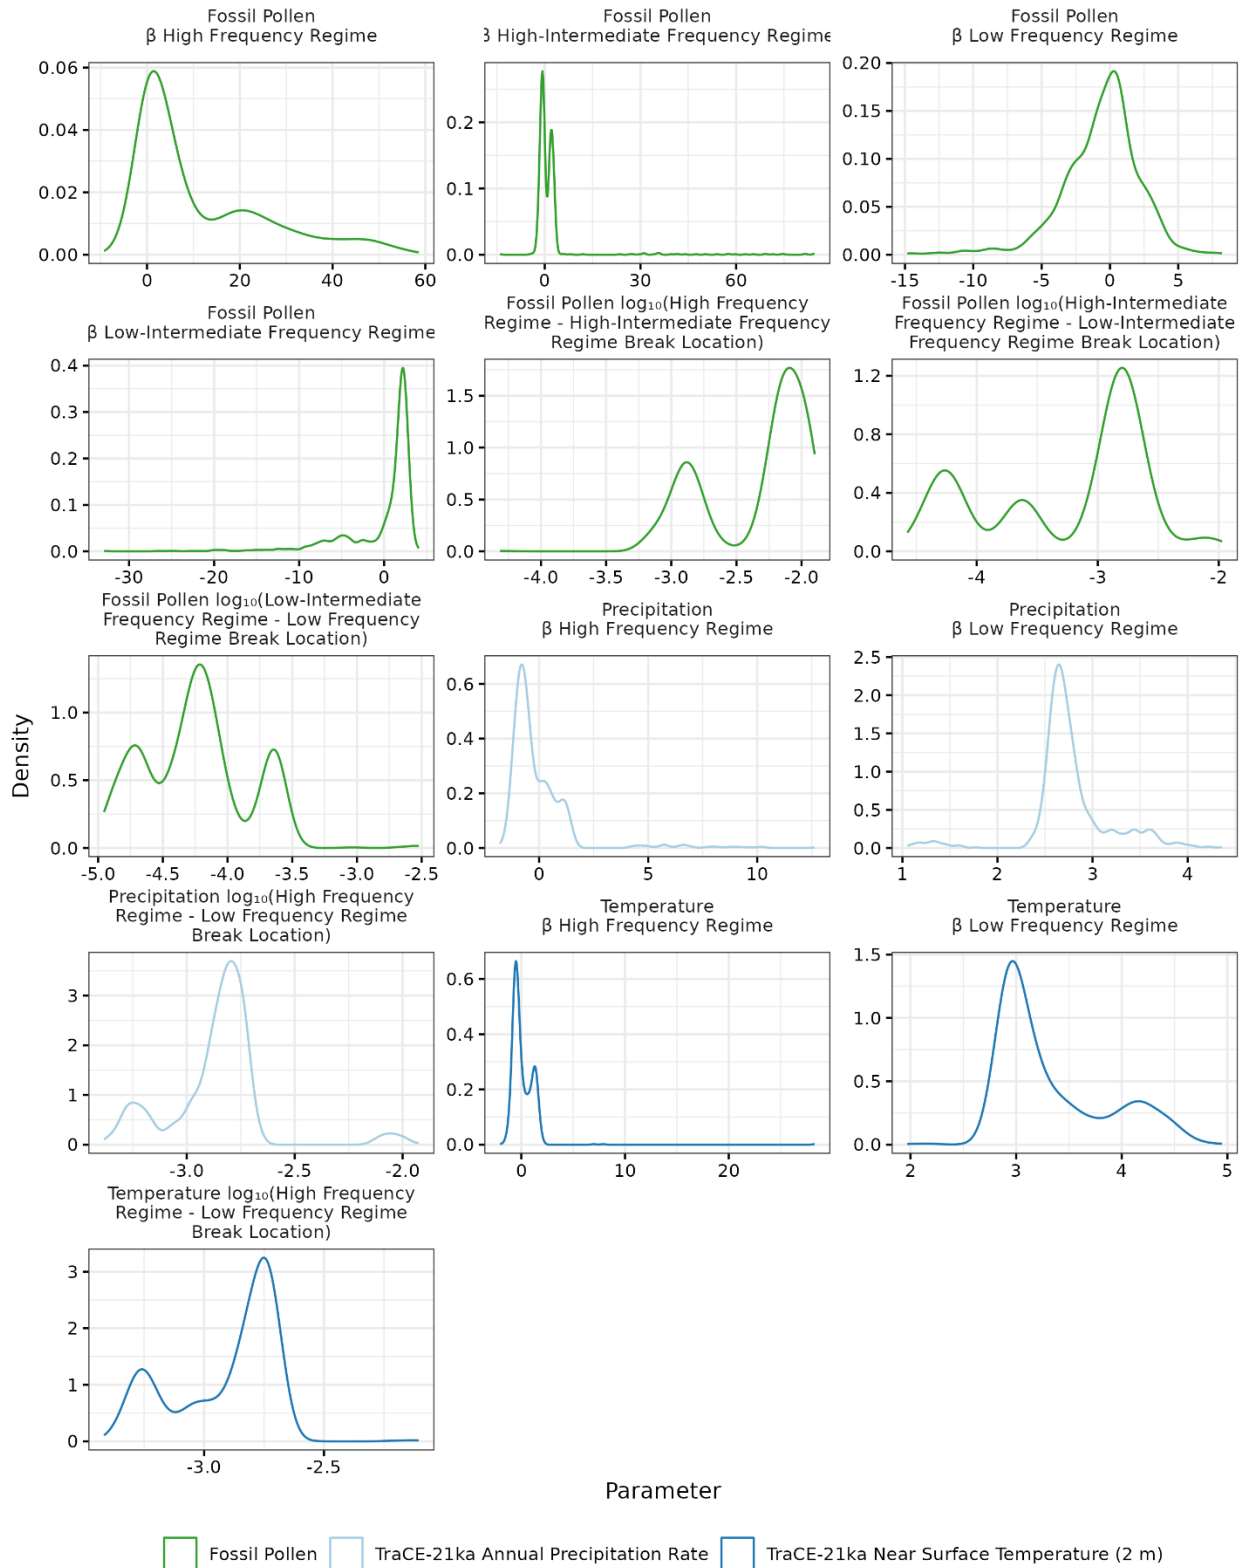 Fossil Pollen
β High Frequency Regime
0.06
0.04
0.02
0.00
0
20
40
60
Fossil Pollen
β High-Intermediate Frequency Regime
0.2
0.1
0.0
0
30
60
Fossil Pollen
β Low Frequency Regime
0.20
0.15
0.10
0.05
0.00
-15
-10
-5
0
5
Fossil Pollen
β Low-Intermediate Frequency Regime
0.4
0.3
0.2
0.1
0.0
-30
-20
-10
0
Fossil Pollen log₁₀(High Frequency
Regime - High-Intermediate Frequency
Regime Break Location)
1.5
1.0
0.5
0.0
-4.0
-3.5
-3.0
-2.5
-2.0
Fossil Pollen log₁₀(High-Intermediate
Frequency Regime - Low-Intermediate
Frequency Regime Break Location)
1.2
0.8
0.4
0.0
-4
-3
-2
Fossil Pollen log₁₀(Low-Intermediate
Frequency Regime - Low Frequency
Regime Break Location)
1.0
0.5
0.0
-5.0
-4.5
-4.0
-3.5
-3.0
-2.5
Precipitation
β High Frequency Regime
0.6
0.4
0.2
0.0
0
5
10
Precipitation
β Low Frequency Regime
2.5
2.0
1.5
1.0
0.5
0.0
1
2
3
4
Density
Precipitation log₁₀(High Frequency
Regime - Low Frequency Regime
Break Location)
3
2
1
0
-3.0
-2.5
-2.0
Temperature
β High Frequency Regime
0.6
0.4
0.2
0.0
0
10
20
Temperature
β Low Frequency Regime
1.5
1.0
0.5
0.0
2
3
4
5
Temperature log₁₀(High Frequency
Regime - Low Frequency Regime
Break Location)
3
2
1
0
-3.0
-2.5
Parameter
Fossil Pollen
TraCE-21ka Annual Precipitation Rate
TraCE-21ka Near Surface Temperature (2 m)